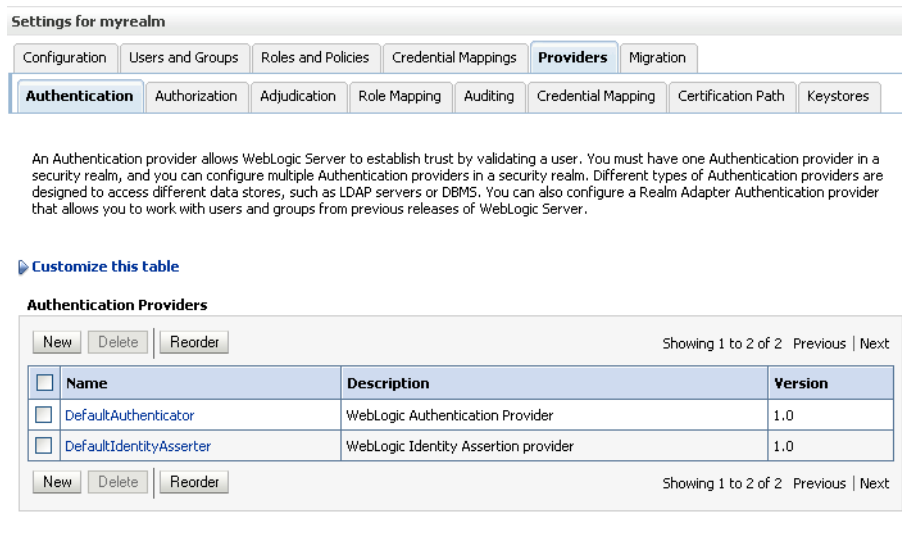 Settings for myrealm
Configuration Users and Groups Roles and Policies Credential Mappings Providers Migration
Authentication Authorization Adjudication Role Mapping Auditing Credential Mapping Certification Path Keystores
An Authentication provider allows WebLogic Server to establish trust by validating a user. You must have one Authentication provider in a
security realm, and you can configure multiple Authentication providers in a security realm. Different types of Authentication providers are
designed to access different data stores, such as LDAP servers or DBMS. You can also configure a Realm Adapter Authentication provider
that allows you to work with users and groups from previous releases of WebLogic Server.
Customize this table
Authentication Providers
New Delete Reorder Showing 1 to 2 of 2 Previous | Next
Name Description Version
DefaultAuthenticator WebLogic Authentication Provider 1.0
DefaultIdentityAsserter WebLogic Identity Assertion provider 1.0
New Delete Reorder Showing 1 to 2 of 2 Previous | Next